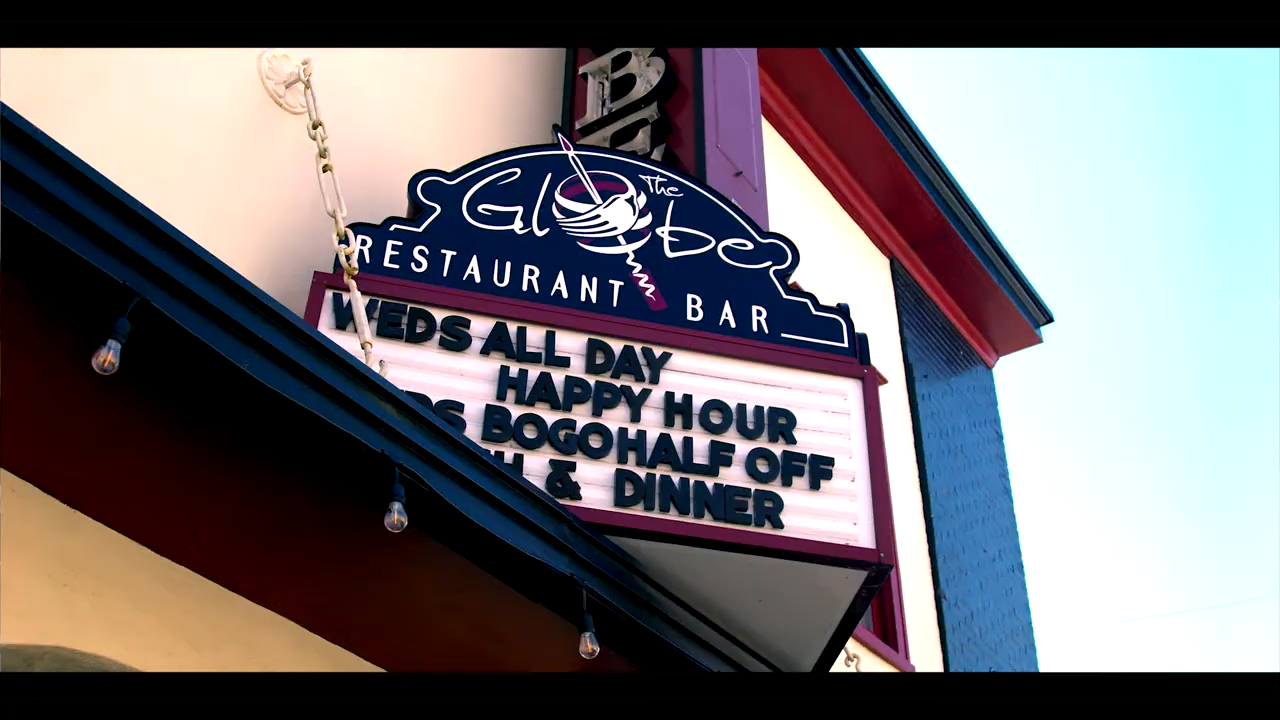 B
The
Globe
RESTAURANT BAR
WEDS ALL DAY
HAPPY HOUR
BOGO HALF OFF
& DINNER